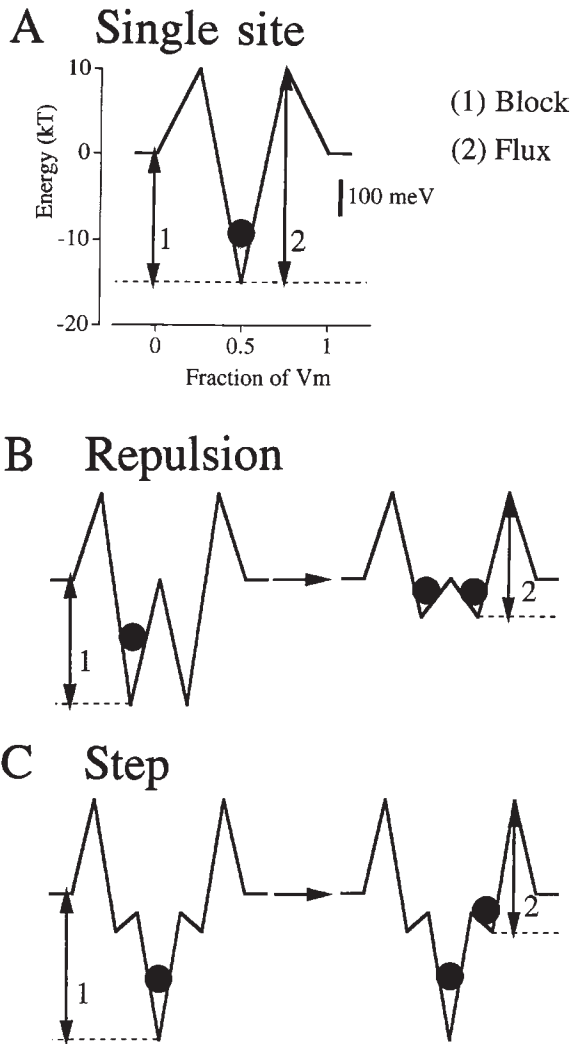 A Single site
10
0
-10
-20
Energy (kT)
(1) Block
(2) Flux
100 meV
1
2
0 0.5 1
Fraction of Vm
B Repulsion
1
2
C Step
1
2